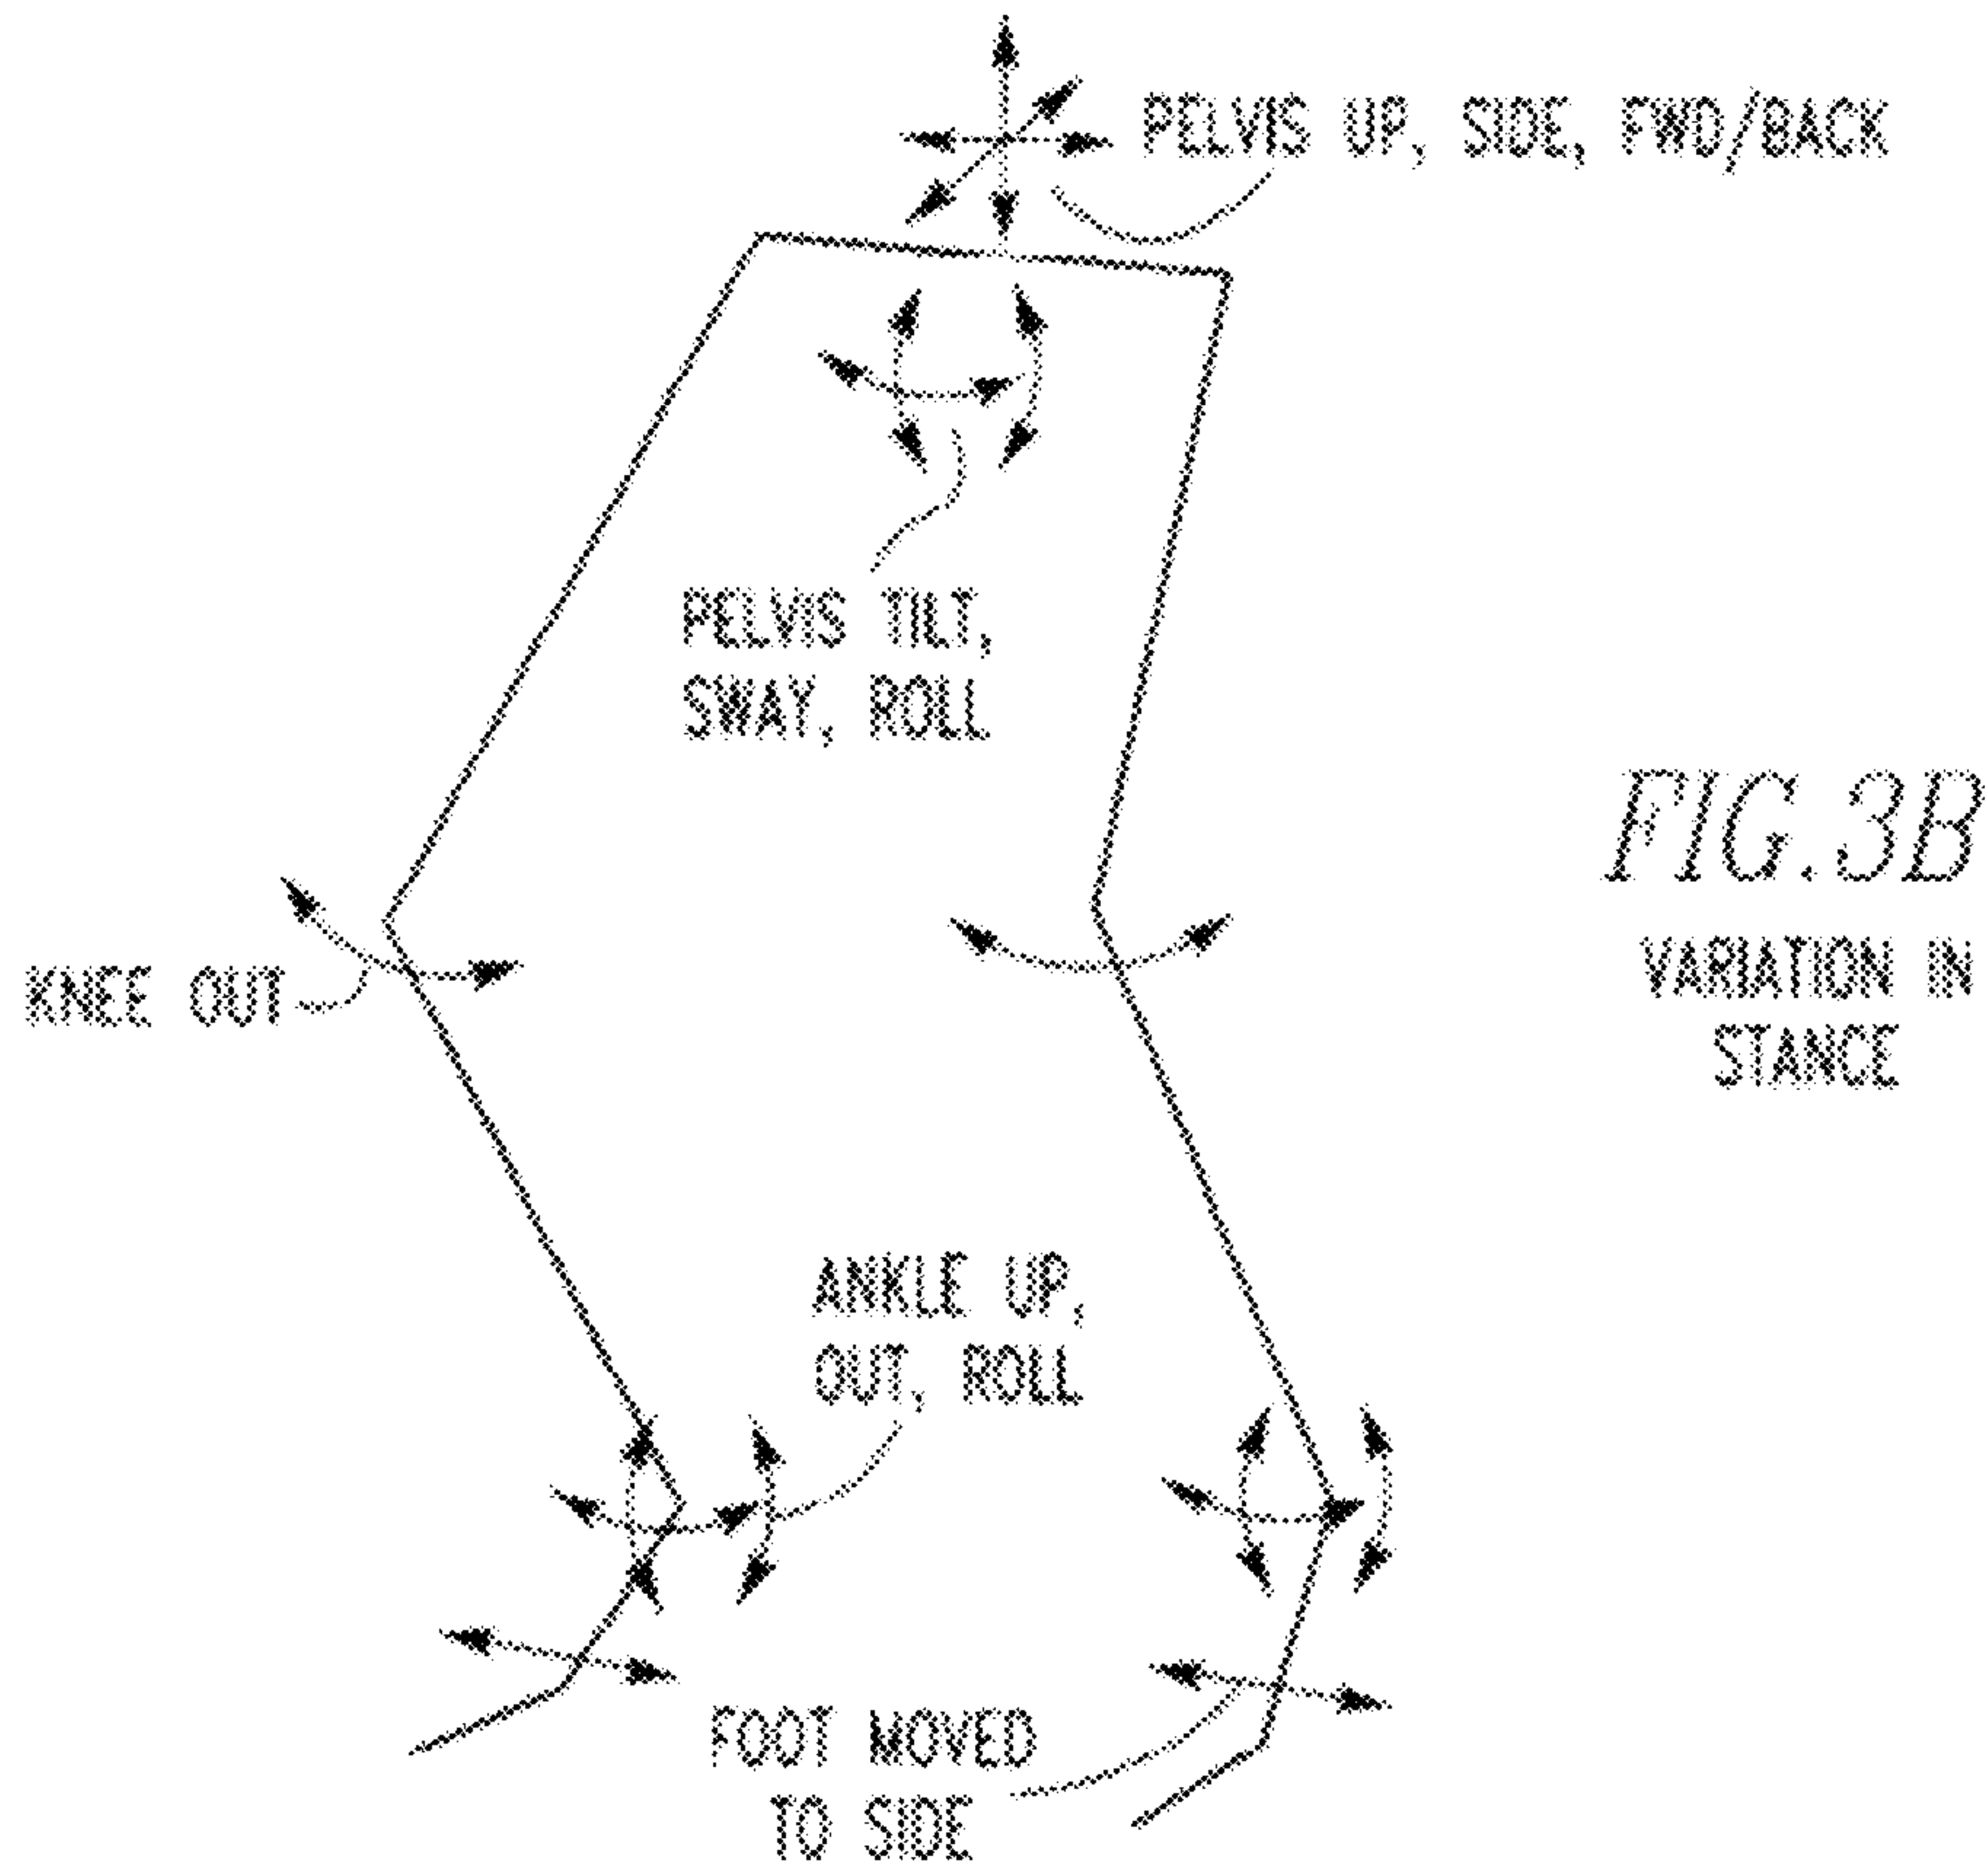 PELVIS UP, SIDE, FWD/BACK
PELVIS TILT,
SWAY, ROLL
FIG. 3B
VARIATION IN
STANCE
KNEE OUT
ANKLE UP,
OUT, ROLL
FOOT MOVED
TO SIDE